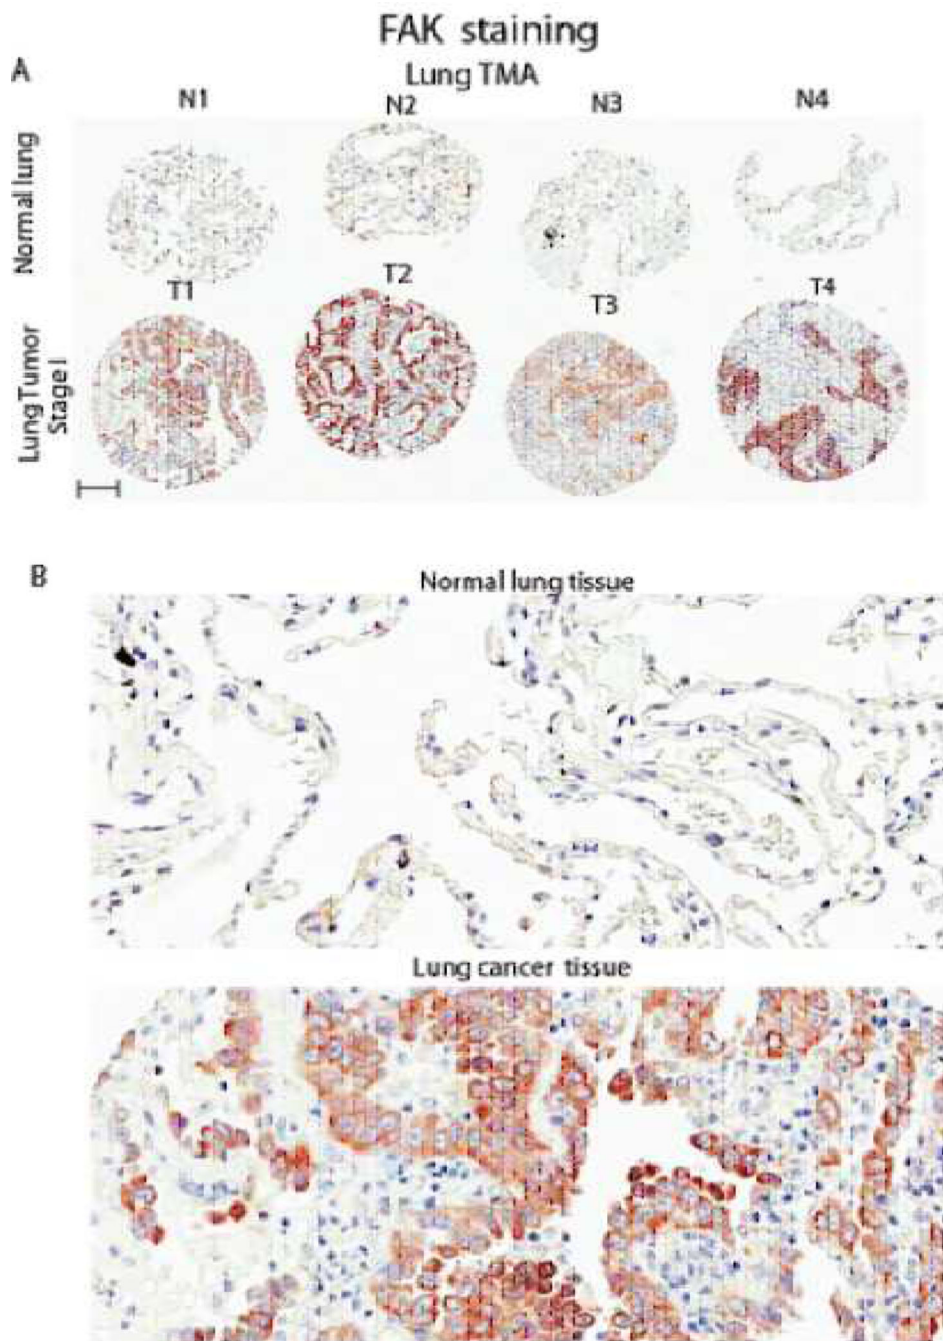 FAK staining
A
Lung TMA
N1 N2 N3 N4
Normal lung
T1 T2 T3 T4
Lung Tumor
Stage I
B
Normal lung tissue
Lung cancer tissue